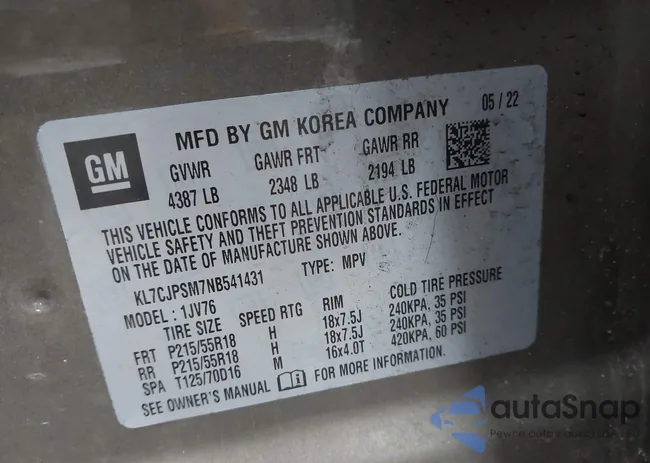 MFD BY GM KOREA COMPANY 05 / 22
GM
GVWR GAWR FRT GAWR RR
4387 LB 2348 LB 2194 LB
THIS VEHICLE CONFORMS TO ALL APPLICABLE U.S. FEDERAL MOTOR
VEHICLE SAFETY AND THEFT PREVENTION STANDARDS IN EFFECT
ON THE DATE OF MANUFACTURE SHOWN ABOVE.
KL7CJPSM7NB541431 TYPE: MPV
MODEL: 1JV76
TIRE SIZE SPEED RTG RIM COLD TIRE PRESSURE
FRT P215/55R18 H 18x7.5J 240KPA, 35 PSI
RR P215/55R18 H 18x7.5J 240KPA, 35 PSI
SPA T125/70D16 M 16x4.0T 420KPA, 60 PSI
SEE OWNER'S MANUAL FOR MORE INFORMATION.
autaSnap